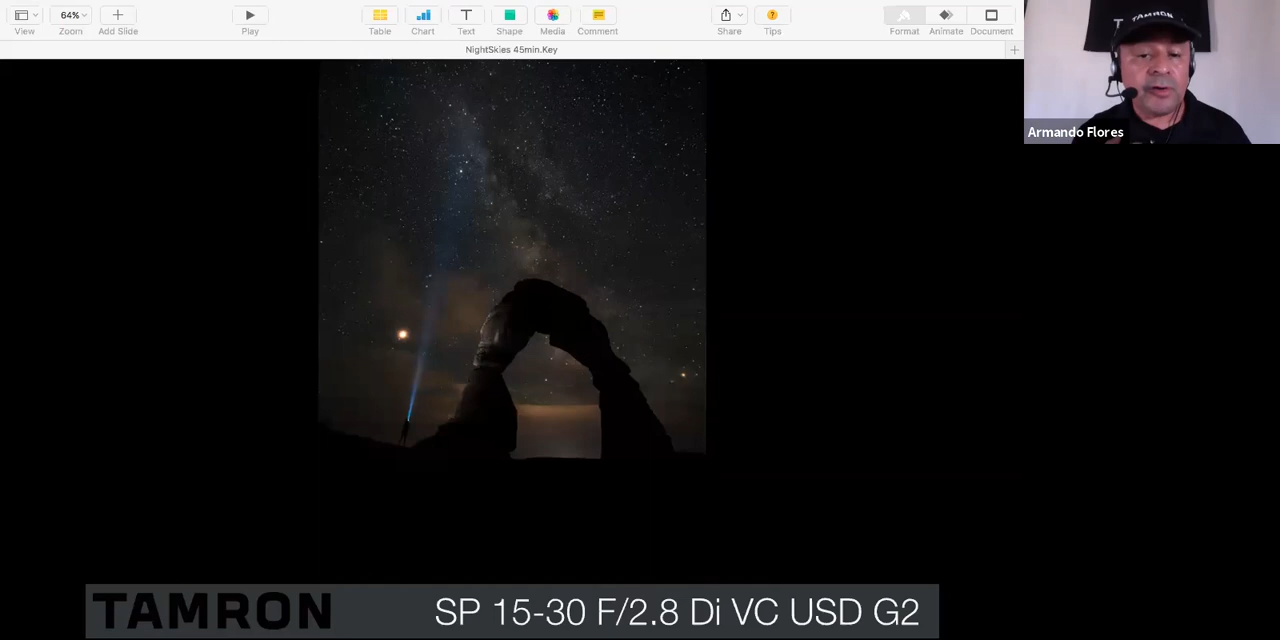 View
Zoom
Add Slide
Play
Table
Chart
Text
Shape
Media
Comment
Share
Tips
Format
Animate
Document
64%
NightSkies 45min.Key
TAMRON
Armando Flores
TAMRON
SP 15-30 F/2.8 Di VC USD G2